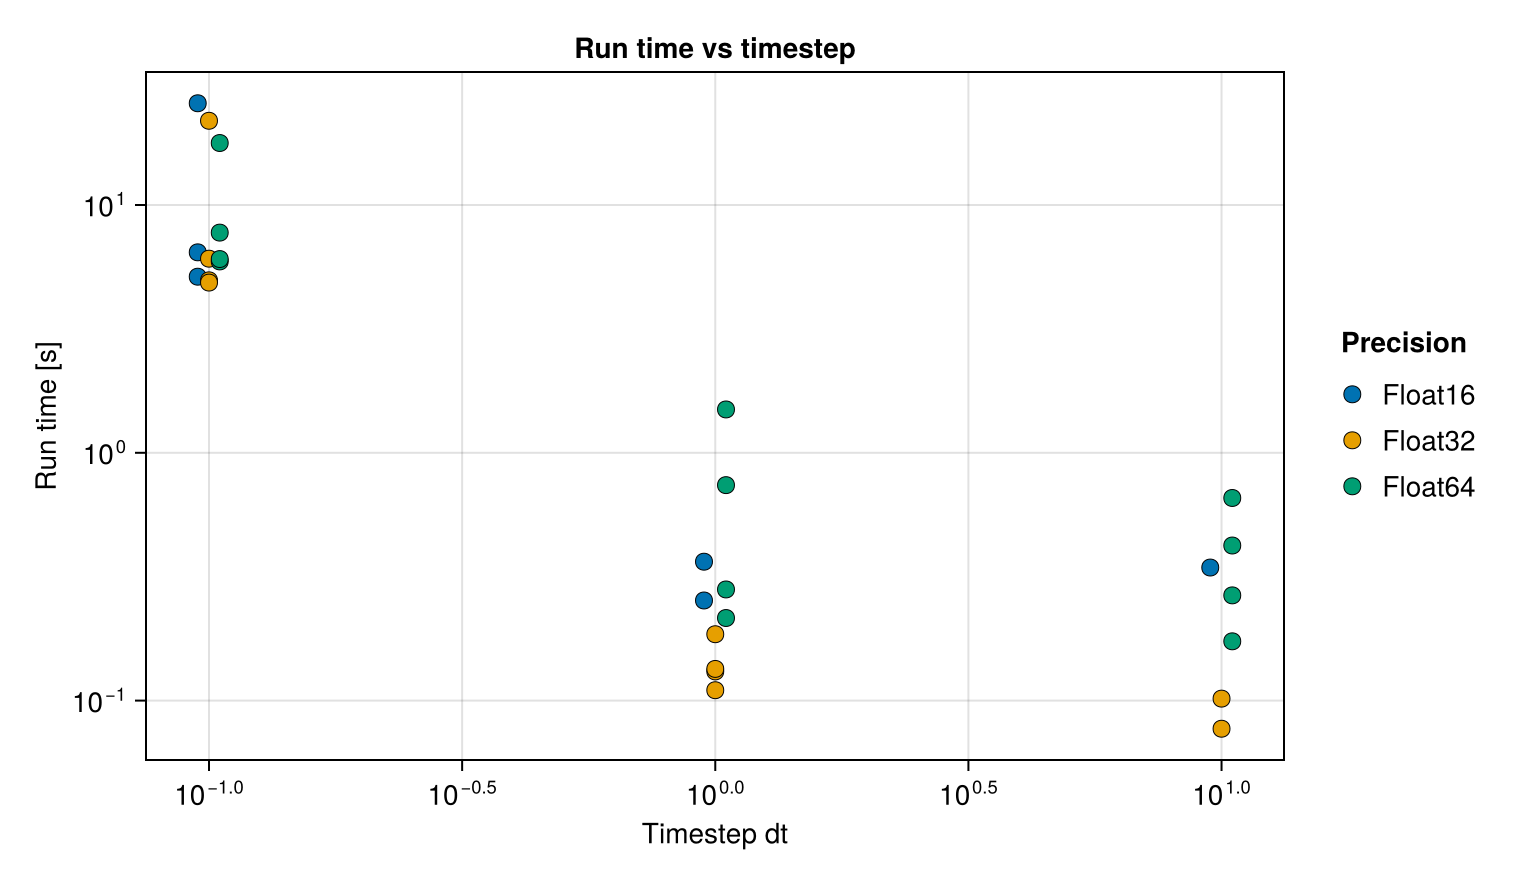 Run time vs timestep
Run time [s]
10¹
10⁰
10⁻¹
10⁻¹·⁰
10⁻⁰·⁵
10⁰·⁰
10⁰·⁵
10¹·⁰
Timestep dt
Precision
Float16
Float32
Float64